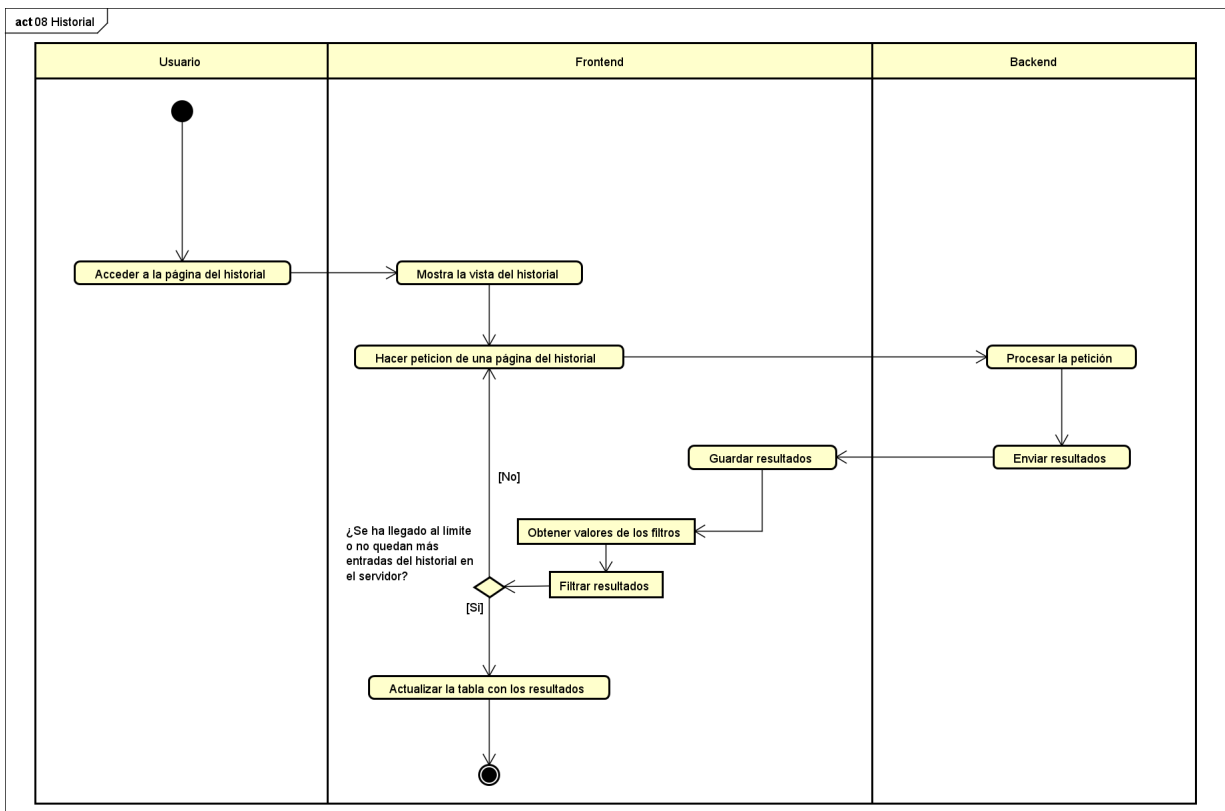 act 08 Historial
Usuario
Frontend
Backend
Acceder a la página del historial
Mostra la vista del historial
Hacer peticion de una página del historial
Procesar la petición
Guardar resultados
Enviar resultados
[No]
¿Se ha llegado al límite
o no quedan más
entradas del historial en
el servidor?
Obtener valores de los filtros
Filtrar resultados
[Si]
Actualizar la tabla con los resultados